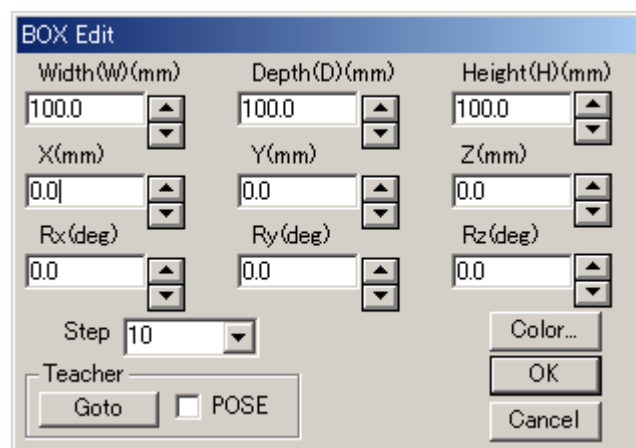 BOX Edit
Width(W)(mm) Depth(D)(mm) Height(H)(mm)
100.0 100.0 100.0
X(mm) Y(mm) Z(mm)
0.0 0.0 0.0
Rx(deg) Ry(deg) Rz(deg)
0.0 0.0 0.0
Step 10 Color...
Teacher OK
Goto POSE Cancel